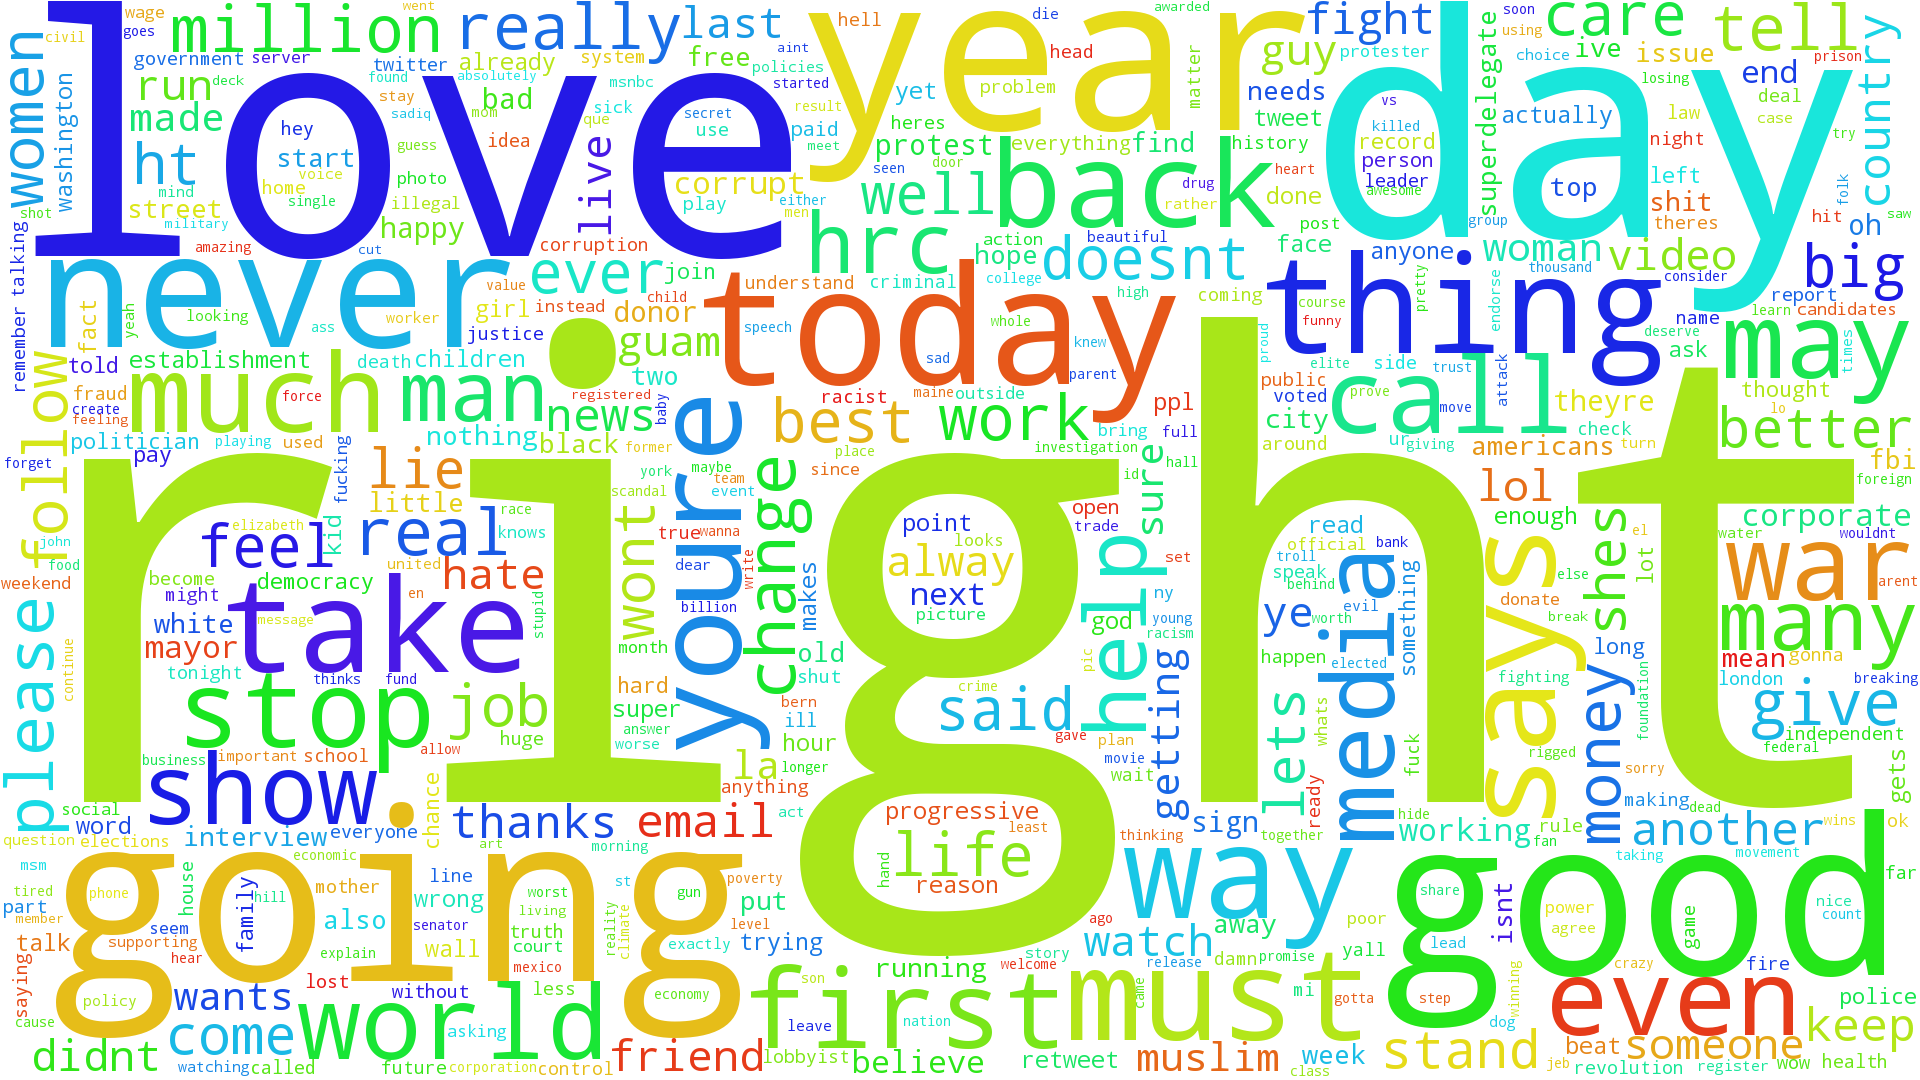 love
year
day
right
never
today
thing
going
good
take
back
must
first
world
way
even
much
man
stop
show
youre
change
help
media
says
war
many
may
call
big
million
really last
hell
die
awarded
fight
care
tell
soon
using
went
wage
goes
civil
women
washington
government
server
twitter
already
system
free
aint
head
protester
choice
issue
prison
guy
ive
superdelegate
country
run
deck
found
absolutely
msnbc
policies
started
matter
needs
end
losing
made
stay
bad
sick
yet
problem
vs
tweet
actually
deal
law
case
try
sadiq
mom
idea
que
secret
use
paid
result
heres
history
killed
record
night
ht
hey
start
guess
live
meet
protest
everything find
person
leader
left
voice
home
single
photo
mind
corrupt
play
either
men
seen
door
well
drug
rather
heart
done
awesome
top
shit
folk
street
military
shot
illegal
happy
amazing
cut
corruption
hrc
action
hope
beautiful
post
face
group
theres
hit
oh
saw
doesnt
anyone
woman
video
remember talking
ever
join
understand
criminal
college
high
coming
pretty
thousand
consider
report
learn
candidates
value
girl
instead
child
donor
looking
yeah
fact
ass
worker
justice
speech
whole
course
funny
proud
endorse
name
deserve
ask
times
guam
knew
sad
told
establishment
death
children
two
parent
elite
side
trust
attack
follow
fraud
create
feeling
force
registered
news
baby
racist
maine
outside
ppl
public
voted
prove
move
theyre
thought
lo
best
work
city
better
politician
playing
used
nothing
black
former
investigation
bring
full
around
ur
giving
check
americans
turn
forget
pay
fucking
lie
little
york
maybe
place
since
team
event
id
hall
sure
lol
fbi
foreign
scandal
race
elizabeth
feel
kid
real
knows
wont
true
wanna
point
looks
open
trade
read
official
enough
el
water
corporate
wouldnt
john
food
weekend
become
democracy
united
hate
dear
write
alway
set
troll
bank
speak
behind
lot
else
arent
please
might
en
stupid
billion
makes
next
picture
ny
ye
evil
worth
something
shes
donate
break
white
message
mayor
month
god
young
racism
continue
tonight
thinks
fund
job
old
shut
pic
getting
happen
elected
long
mean
gonna
london
breaking
hard
super
bern
ill
crime
said
lets
whats
fighting
money
foundation
give
huge
answer
worse
hour
gave
plan
fuck
rigged
independent
federal
business
important
school
allow
la
longer
movie
wait
sorry
gets
social
word
chance
anything
act
progressive
least
ready
making
dead
question
elections
interview
everyone
thanks
email
thinking
sign
together
hide
working
rule
fan
another
wins
ok
msm
economic
art
morning
life
hand
reason
taking
movement
far
tired
phone
house
hill
mother
line
wrong
worst
st
gun
poverty
share
nice
count
part
member
seem
family
also
senator
living
truth
reality
climate
level
put
ago
away
poor
power
agree
game
isnt
talk
supporting
explain
wall
court
exactly
trying
story
watch
damn
promise
yall
lead
saying
hear
lost
mexico
running
welcome
release
crazy
fire
policy
wants
without
less
economy
son
came
mi
gotta
step
winning
police
cause
come
asking
leave
nation
dog
keep
didnt
watching called
future
corporation
control
friend
lobbyist
believe
retweet
muslim
week
class
stand
jeb
beat
someone
revolution
register
wow
health